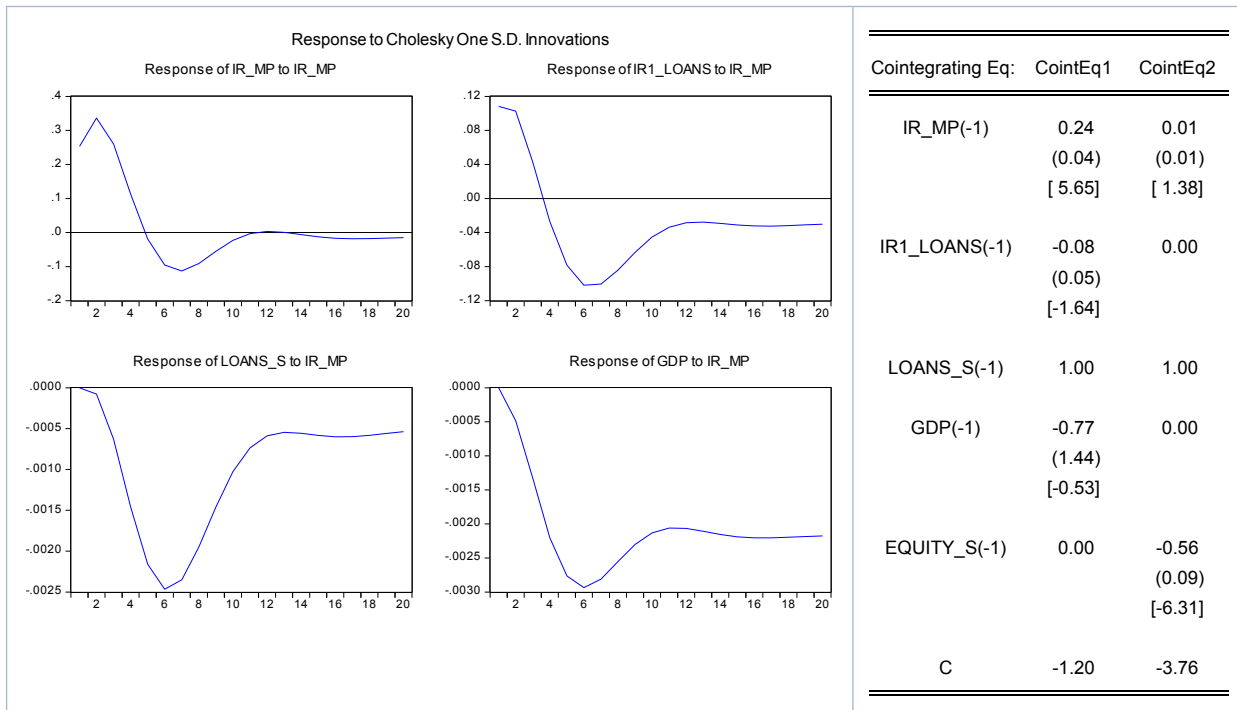 Response to Cholesky One S.D. Innovations
Response of IR_MP to IR_MP
.4
.3
.2
.1
.0
-.1
-.2
2 4 6 8 10 12 14 16 18 20
Response of IR1_LOANS to IR_MP
.12
.08
.04
.00
-.04
-.08
-.12
2 4 6 8 10 12 14 16 18 20
Response of LOANS_S to IR_MP
.0000
-.0005
-.0010
-.0015
-.0020
-.0025
2 4 6 8 10 12 14 16 18 20
Response of GDP to IR_MP
.0000
-.0005
-.0010
-.0015
-.0020
-.0025
-.0030
2 4 6 8 10 12 14 16 18 20
Cointegrating Eq: CointEq1 CointEq2
IR_MP(-1) 0.24 0.01
(0.04) (0.01)
[ 5.65] [ 1.38]
IR1_LOANS(-1) -0.08 0.00
(0.05)
[-1.64]
LOANS_S(-1) 1.00 1.00
GDP(-1) -0.77 0.00
(1.44)
[-0.53]
EQUITY_S(-1) 0.00 -0.56
(0.09)
[-6.31]
C -1.20 -3.76